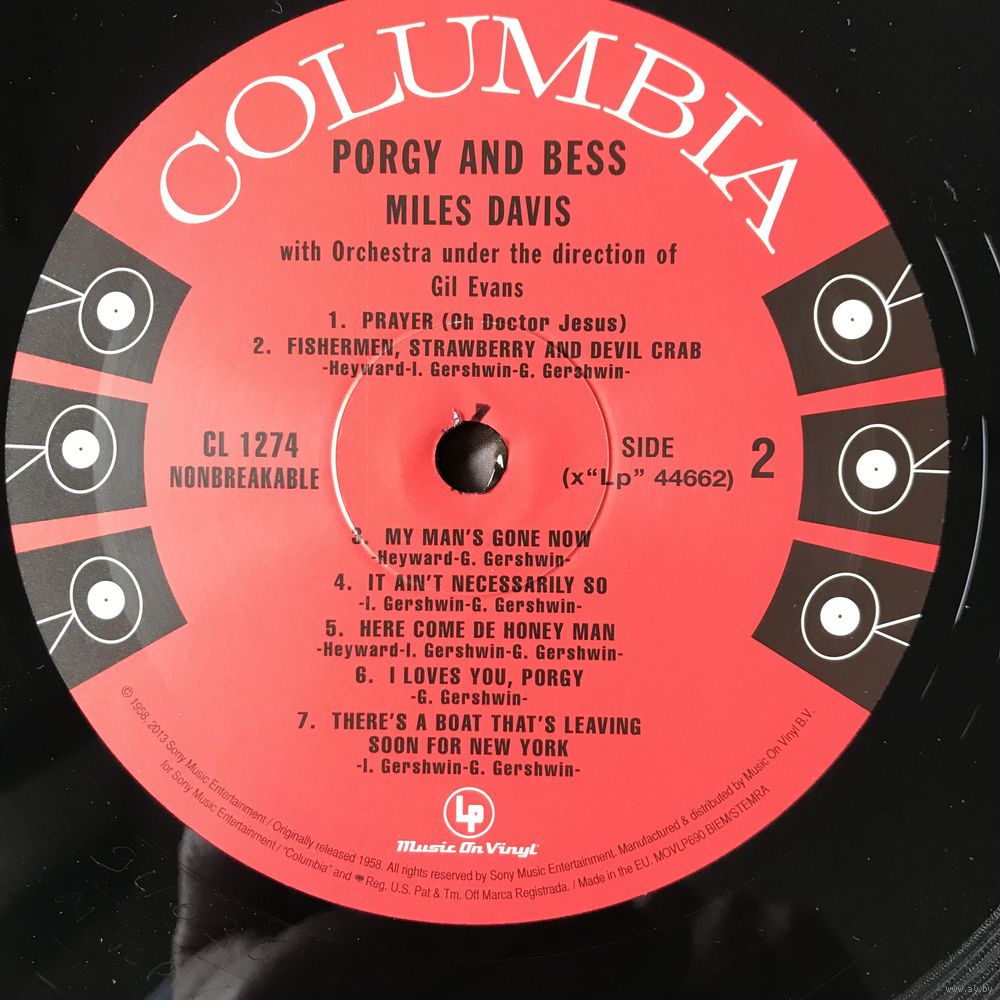 COLUMBIA
PORGY AND BESS
MILES DAVIS
with Orchestra under the direction of
Gil Evans
1. PRAYER (Oh Doctor Jesus)
2. FISHERMEN, STRAWBERRY AND DEVIL CRAB
-Heyward-I. Gershwin-G. Gershwin-
CL 1274
NONBREAKABLE
SIDE 2
(x“Lp” 44662)
3. MY MAN'S GONE NOW
-Heyward-G. Gershwin-
4. IT AIN'T NECESSARILY SO
-I. Gershwin-G. Gershwin-
5. HERE COME DE HONEY MAN
-Heyward-I. Gershwin-G. Gershwin-
6. I LOVES YOU, PORGY
-G. Gershwin-
7. THERE'S A BOAT THAT'S LEAVING
SOON FOR NEW YORK
-I. Gershwin-G. Gershwin-
LP
Music On Vinyl
© 1958, 2013 Sony Music Entertainment / Originally released 1958. All rights reserved by Sony Music Entertainment. Manufactured & distributed by Music On Vinyl B.V.
for Sony Music Entertainment / “Columbia” and Reg. U.S. Pat & Tm. Off Marca Registrada. / Made in the EU. MOVLP690 BIEM/STEMRA
www.ay.by